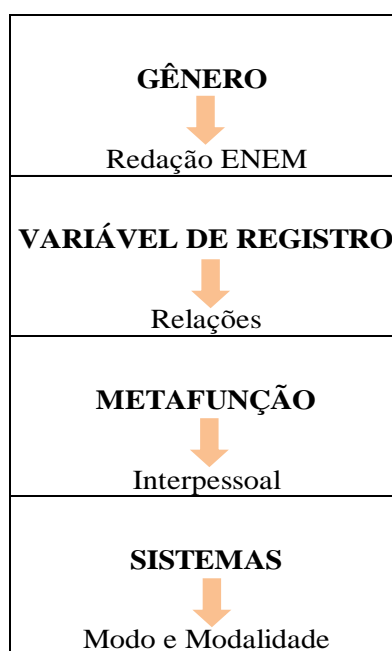 GÊNERO
Redação ENEM
VARIÁVEL DE REGISTRO
Relações
METAFUNÇÃO
Interpessoal
SISTEMAS
Modo e Modalidade